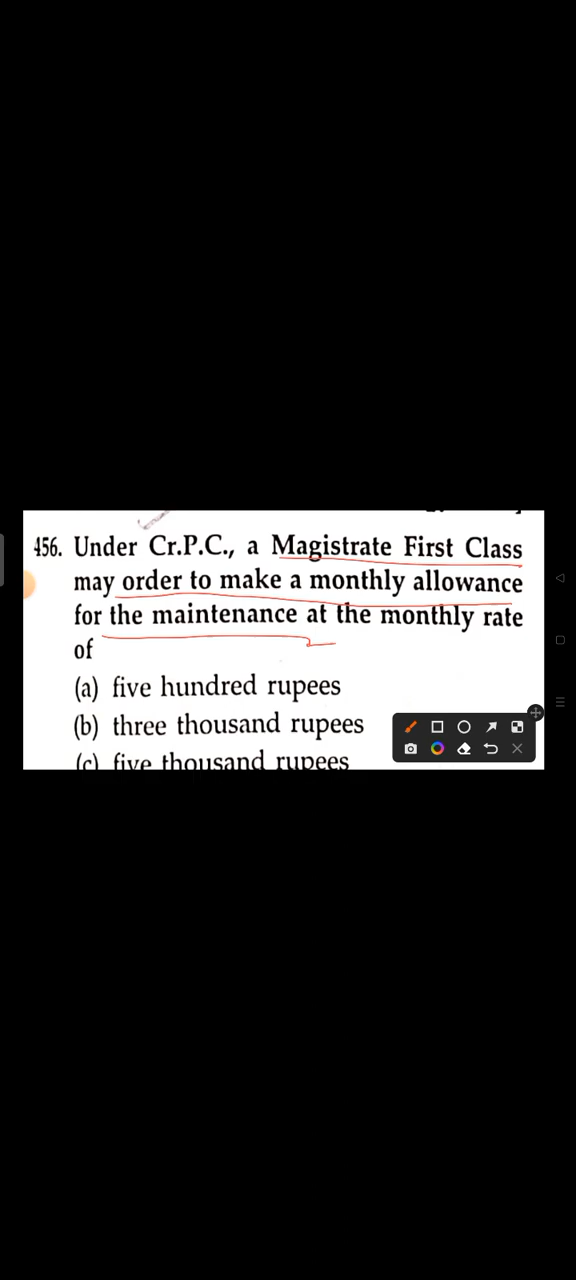 456. Under Cr.P.C., a Magistrate First Class
may order to make a monthly allowance
for the maintenance at the monthly rate
of
(a) five hundred rupees
(b) three thousand rupees
(c) five thousand rupees